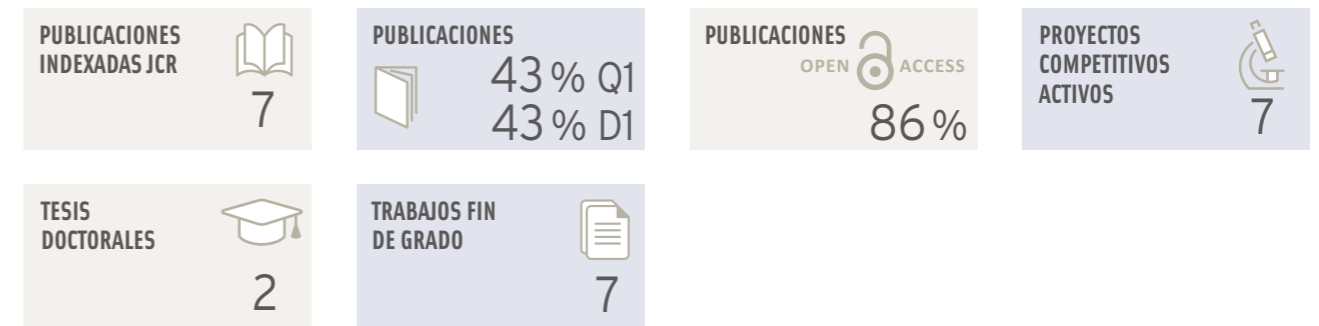 PUBLICACIONES
INDEXADAS JCR
7
PUBLICACIONES
43% Q1
43% D1
PUBLICACIONES
OPEN ACCESS
86%
PROYECTOS
COMPETITIVOS
ACTIVOS
7
TESIS
DOCTORALES
2
TRABAJOS FIN
DE GRADO
7